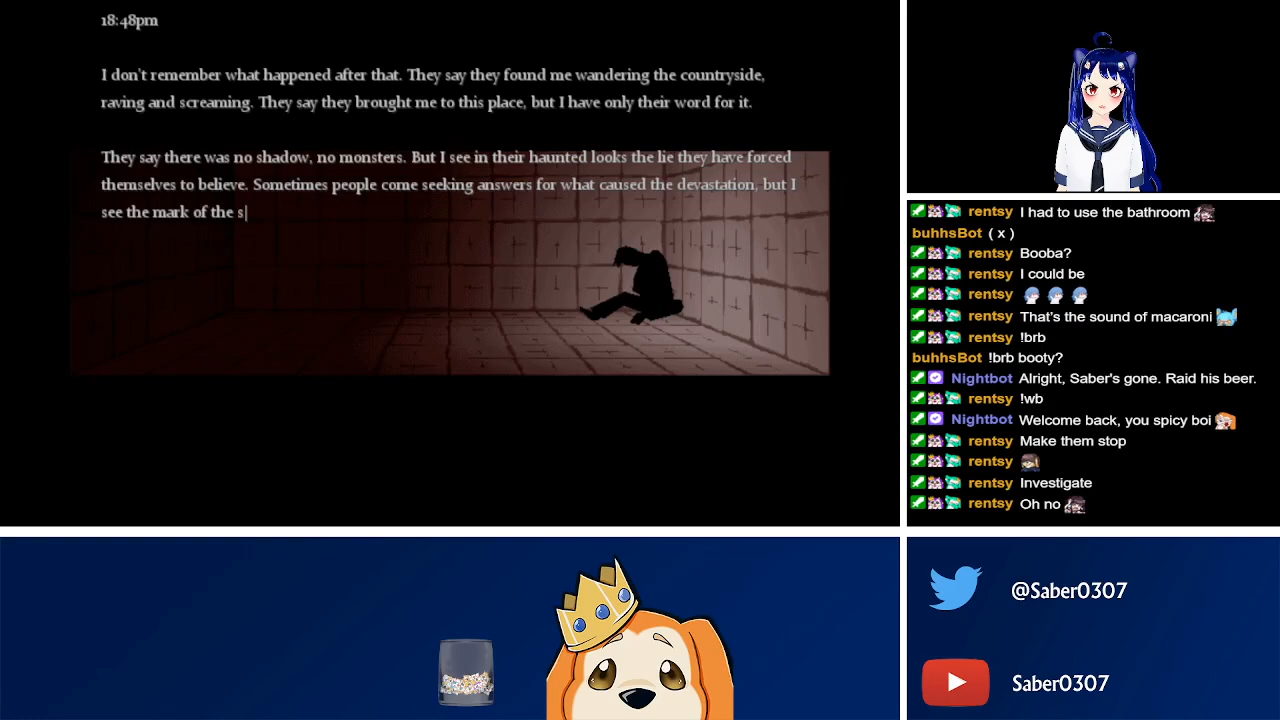 18:48pm
I don't remember what happened after that. They say they found me wandering the countryside,
raving and screaming. They say they brought me to this place, but I have only their word for it.
They say there was no shadow, no monsters. But I see in their haunted looks the lie they have forced
themselves to believe. Sometimes people come seeking answers for what caused the devastation, but I
see the mark of the s
rentsy I had to use the bathroom
buhhsBot ( x )
rentsy Booba?
rentsy I could be
rentsy
rentsy That's the sound of macaroni
rentsy !brb
buhhsBot !brb booty?
Nightbot Alright, Saber's gone. Raid his beer.
rentsy !wb
Nightbot Welcome back, you spicy boi
rentsy Make them stop
rentsy
rentsy Investigate
rentsy Oh no
@Saber0307
Saber0307